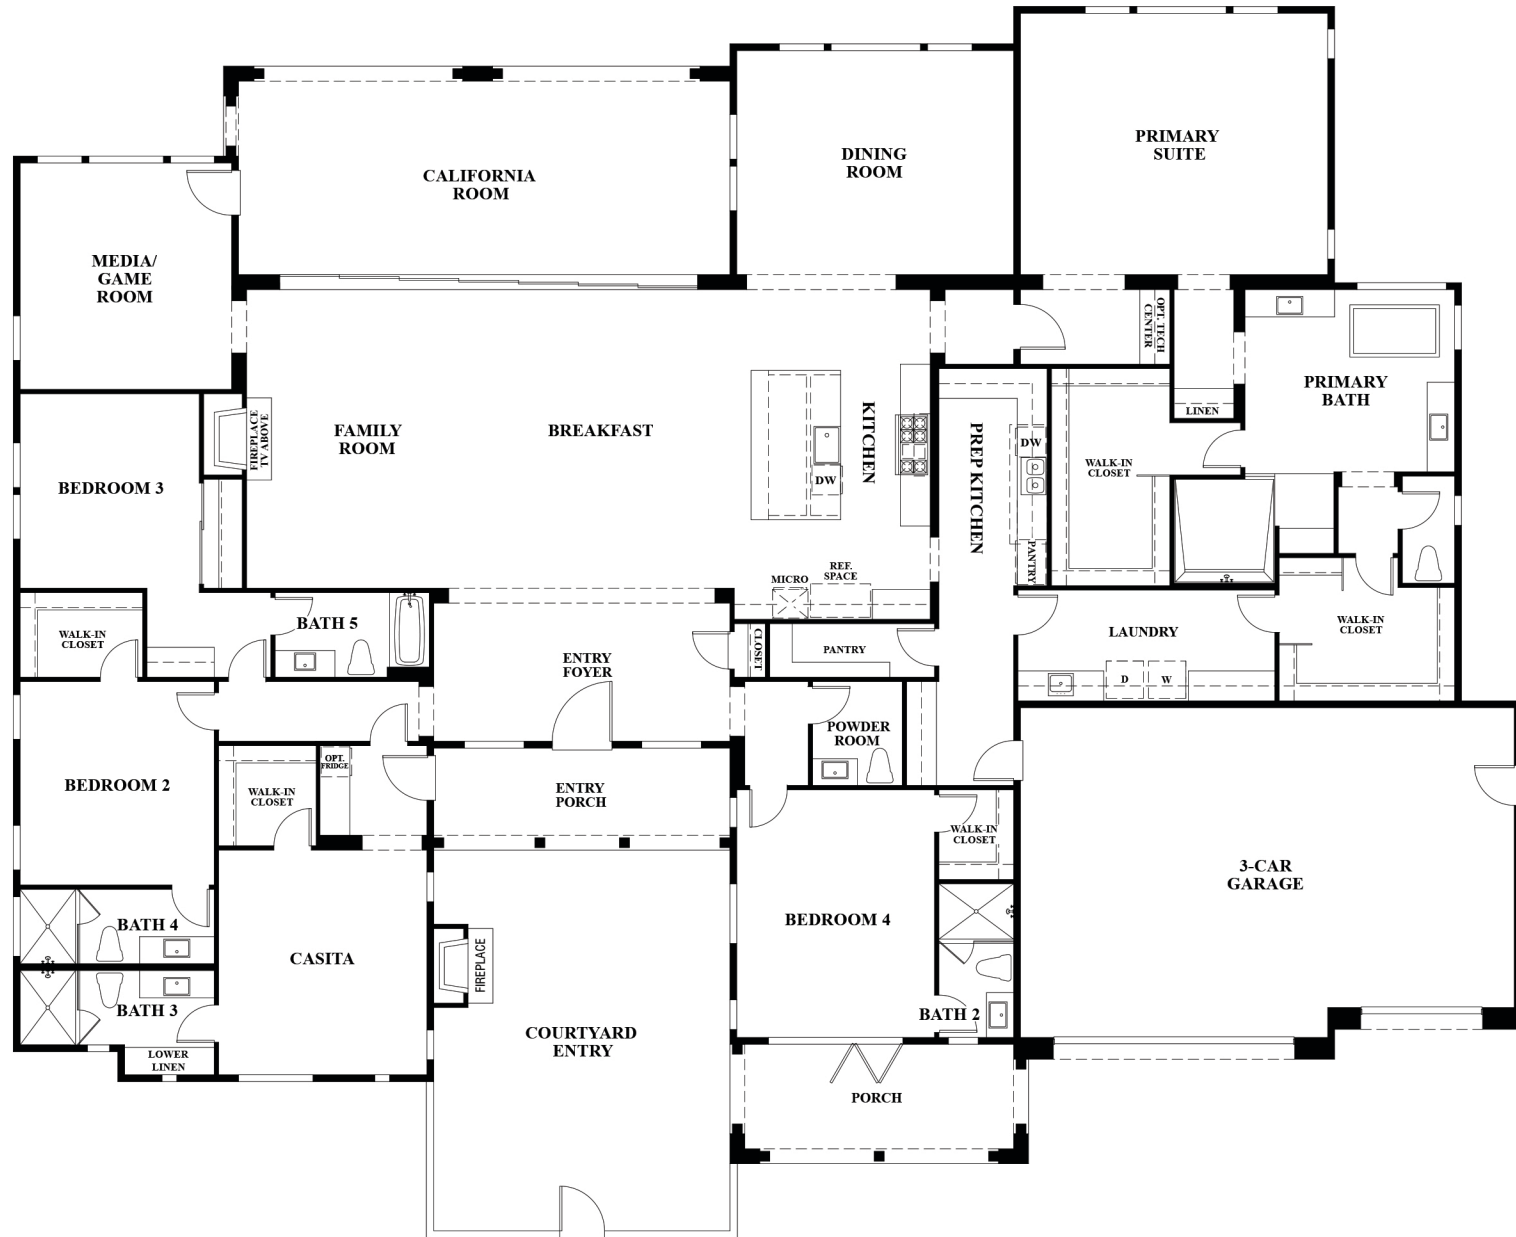 PRIMARY
SUITE
DINING
ROOM
CALIFORNIA
ROOM
MEDIA/
GAME
ROOM
OPT. TECH
CENTER
PRIMARY
BATH
LINEN
FIREPLACE
TV ABOVE
FAMILY
ROOM
BREAKFAST
KITCHEN
DW
PREP KITCHEN
DW
PANTRY
WALK-IN
CLOSET
BEDROOM 3
MICRO
REF.
SPACE
WALK-IN
CLOSET
BATH 5
ENTRY
FOYER
CLOSET
PANTRY
LAUNDRY
D
W
WALK-IN
CLOSET
POWDER
ROOM
BEDROOM 2
OPT.
FRIDGE
WALK-IN
CLOSET
ENTRY
PORCH
WALK-IN
CLOSET
3-CAR
GARAGE
BATH 4
CASITA
FIREPLACE
BEDROOM 4
BATH 3
BATH 2
COURTYARD
ENTRY
LOWER
LINEN
PORCH